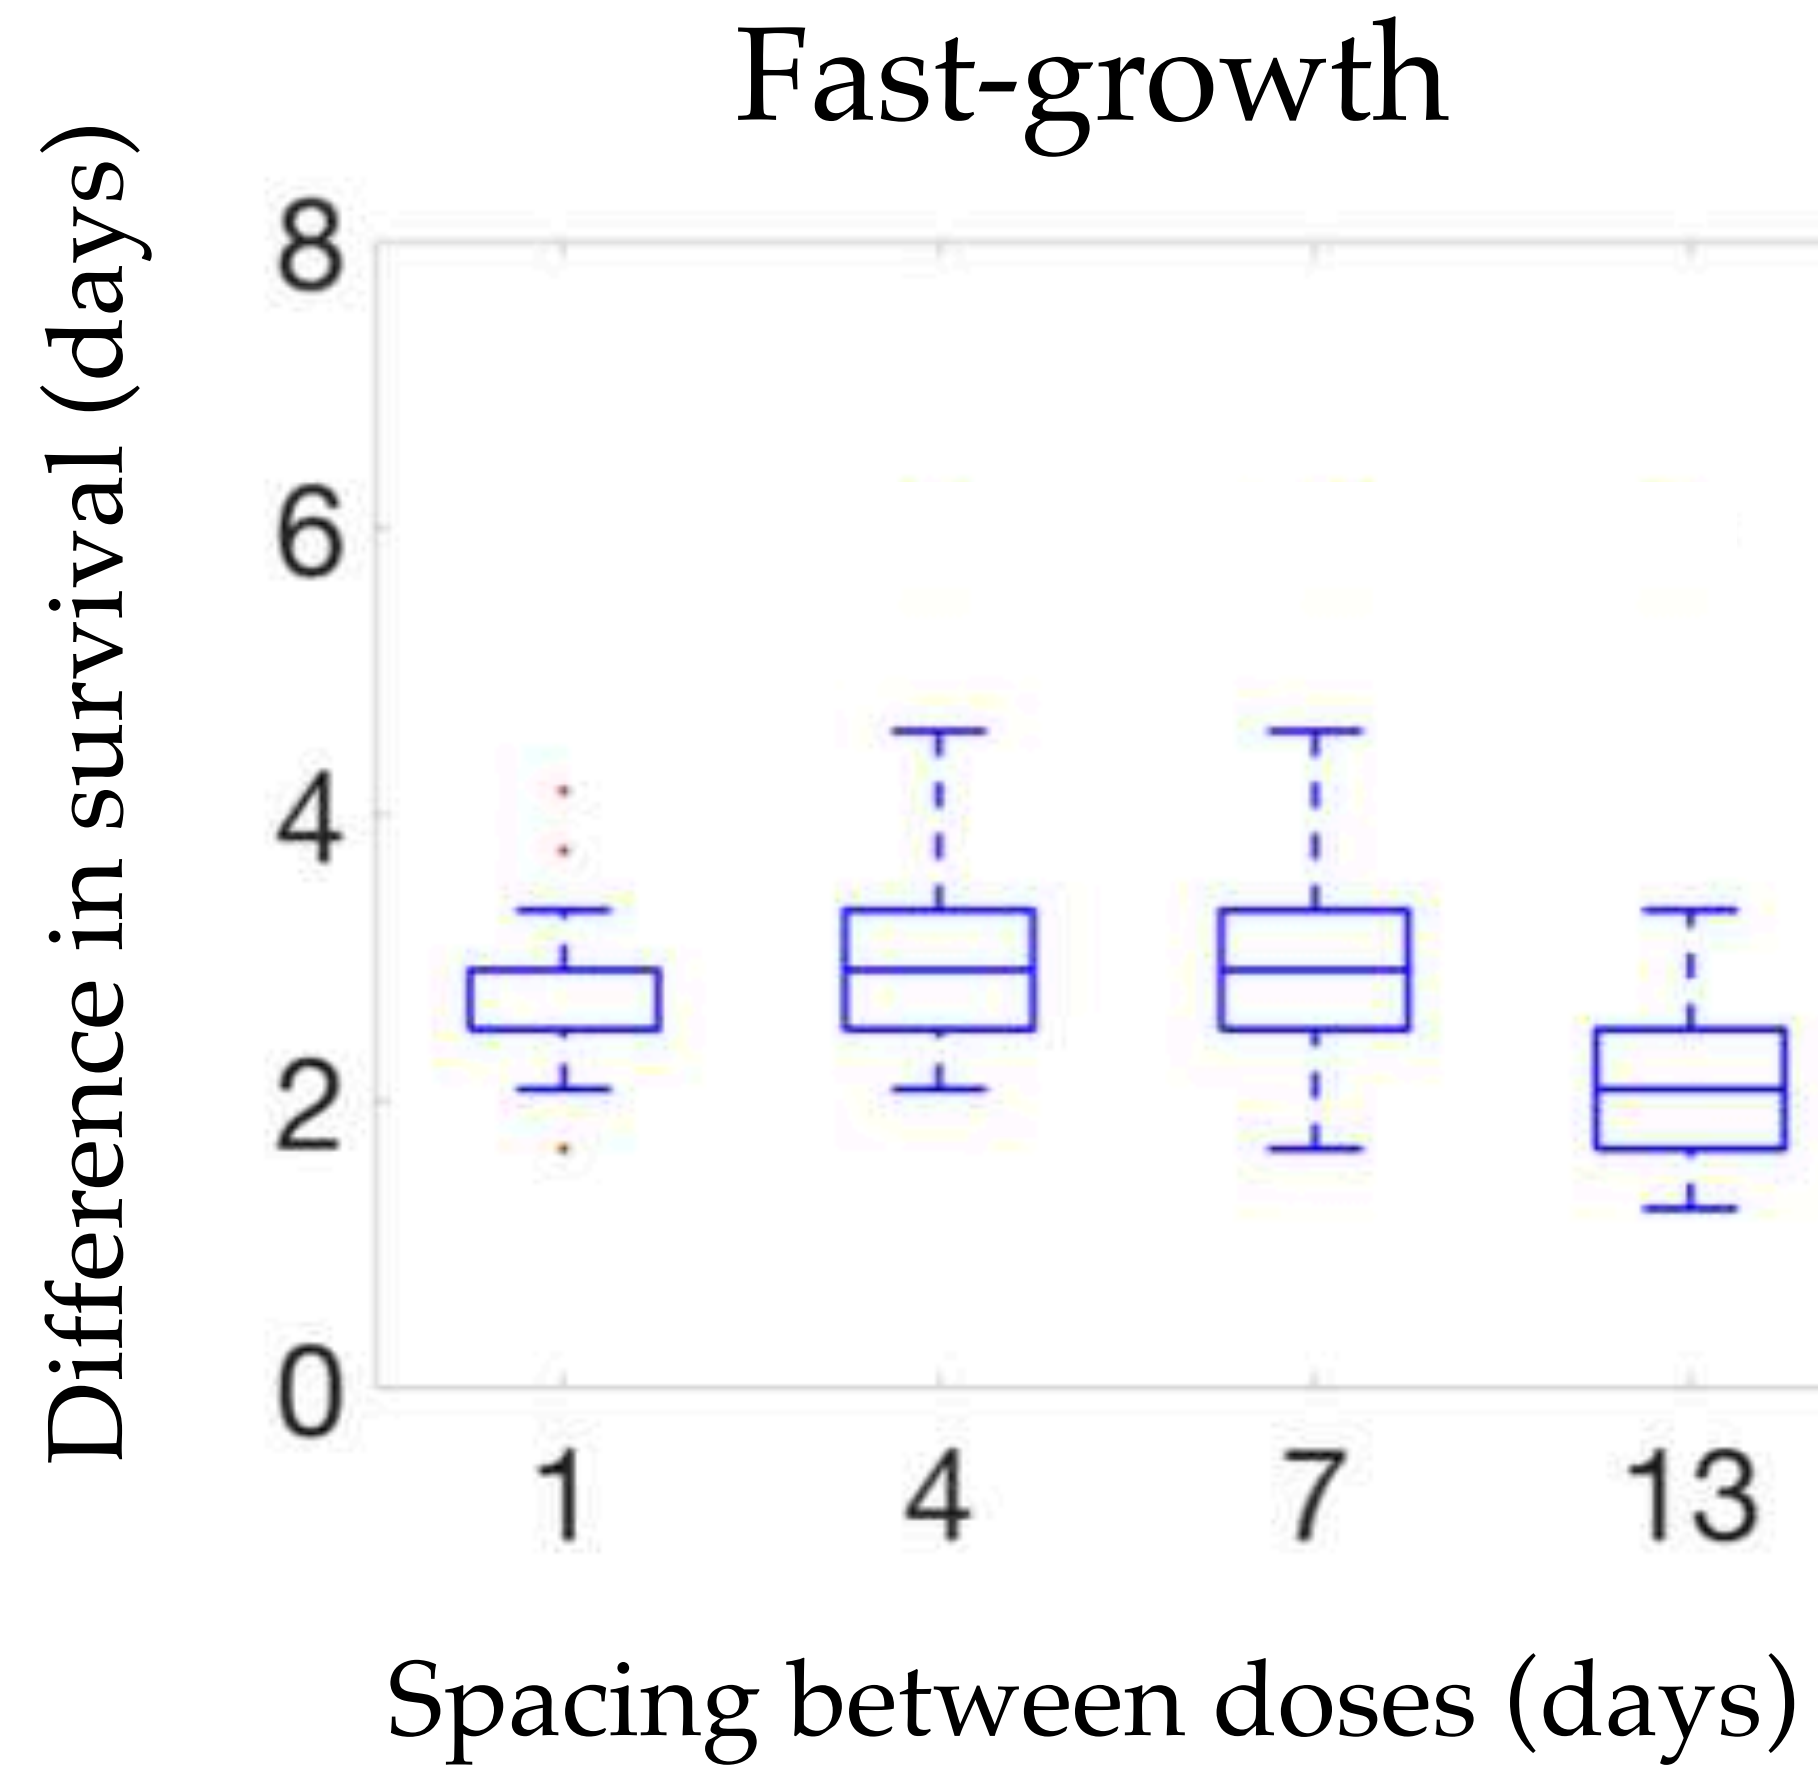 Fast-growth
Difference in survival (days)
8
6
4
2
0
1 4 7 13
Spacing between doses (days)